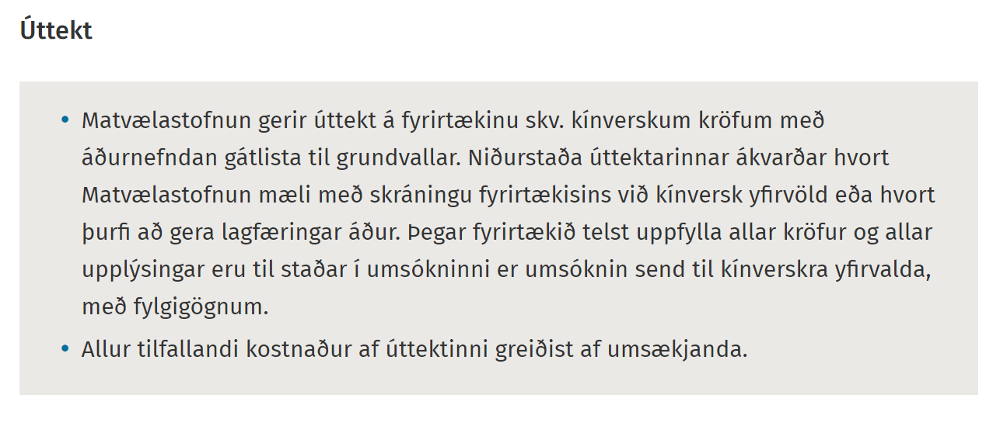 Úttekt
• Matvælastofnun gerir úttekt á fyrirtækinu skv. kínverskum kröfum með
áðurnefndan gátlista til grundvallar. Niðurstaða úttektarinnar ákvarðar hvort
Matvælastofnun mæli með skráningu fyrirtækisins við kínversk yfirvöld eða hvort
þurfi að gera lagfæringar áður. Þegar fyrirtækið telst uppfylla allar kröfur og allar
upplýsingar eru til staðar í umsókninni er umsóknin send til kínverskra yfirvalda,
með fylgigögnum.
• Allur tilfallandi kostnaður af úttektinni greiðist af umsækjanda.